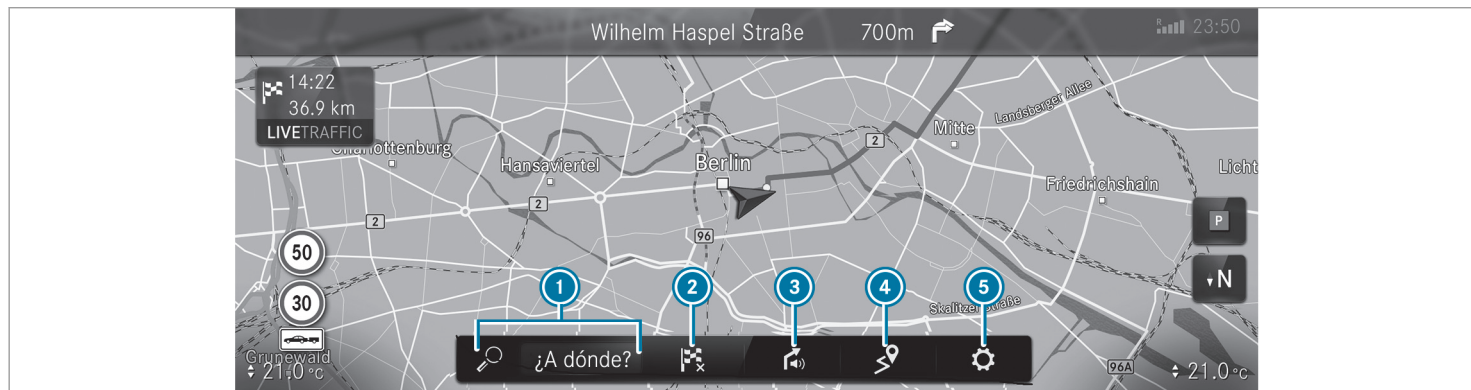 Wilhelm Haspel Straße 700m
R 23:50
14:22
36.9 km
LIVETRAFFIC
Landsberger Allee
Mitte
2
Charlottenburg
Hansaviertel
Berlin
Licht
Friedrichshain
2
2
P
96
50
N
1 2 3 4 5
30
Skalitzer Straße
¿A dónde?
Grunewald
21.0 °C
96A
21.0 °C